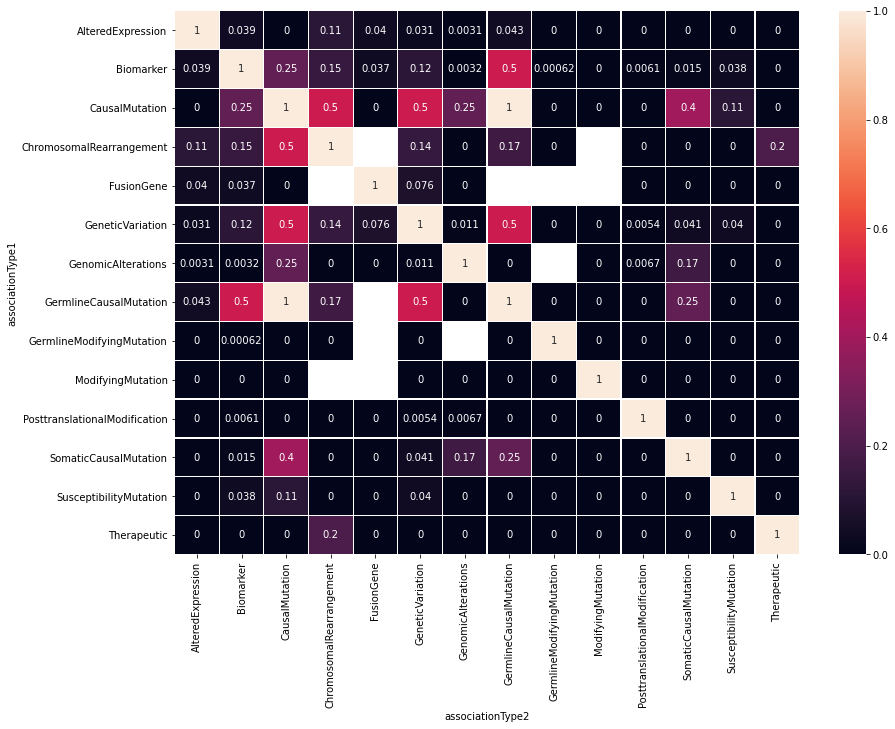 AlteredExpression 1 0.039 0 0.11 0.04 0.031 0.0031 0.043 0 0 0 0 0 0
Biomarker 0.039 1 0.25 0.15 0.037 0.12 0.0032 0.5 0.00062 0 0.0061 0.015 0.038 0
CausalMutation 0 0.25 1 0.5 0 0.5 0.25 1 0 0 0 0.4 0.11 0
ChromosomalRearrangement 0.11 0.15 0.5 1 0.14 0 0.17 0 0 0 0 0.2
FusionGene 0.04 0.037 0 1 0.076 0 0 0 0 0
GeneticVariation 0.031 0.12 0.5 0.14 0.076 1 0.011 0.5 0 0 0.0054 0.041 0.04 0
GenomicAlterations 0.0031 0.0032 0.25 0 0 0.011 1 0 0 0.0067 0.17 0 0
GermlineCausalMutation 0.043 0.5 1 0.17 0.5 0 1 0 0 0 0.25 0 0
GermlineModifyingMutation 0 0.00062 0 0 0 0 1 0 0 0 0 0
ModifyingMutation 0 0 0 0 0 0 0 1 0 0 0 0
PosttranslationalModification 0 0.0061 0 0 0 0.0054 0.0067 0 0 0 1 0 0 0
SomaticCausalMutation 0 0.015 0.4 0 0 0.041 0.17 0.25 0 0 0 1 0 0
SusceptibilityMutation 0 0.038 0.11 0 0 0.04 0 0 0 0 0 0 1 0
Therapeutic 0 0 0 0.2 0 0 0 0 0 0 0 0 0 1
associationType1
AlteredExpression
Biomarker
CausalMutation
ChromosomalRearrangement
FusionGene
GeneticVariation
GenomicAlterations
GermlineCausalMutation
GermlineModifyingMutation
ModifyingMutation
PosttranslationalModification
SomaticCausalMutation
SusceptibilityMutation
Therapeutic
associationType2
1.0
0.8
0.6
0.4
0.2
0.0